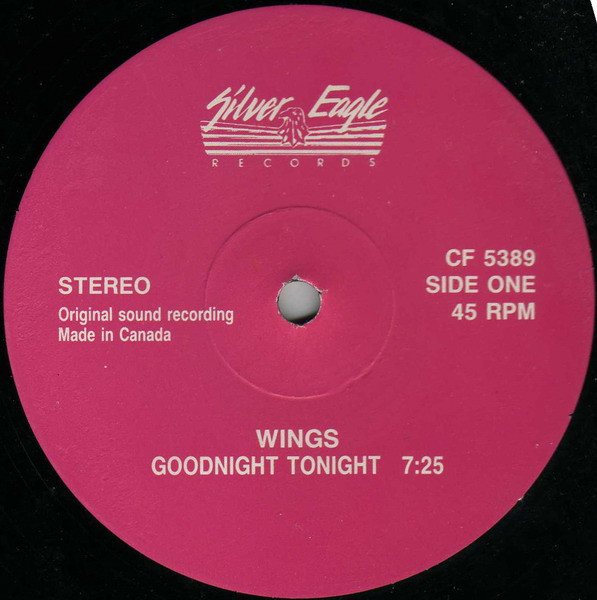 Silver Eagle
RECORDS
STEREO
Original sound recording
Made in Canada
CF 5389
SIDE ONE
45 RPM
WINGS
GOODNIGHT TONIGHT 7:25